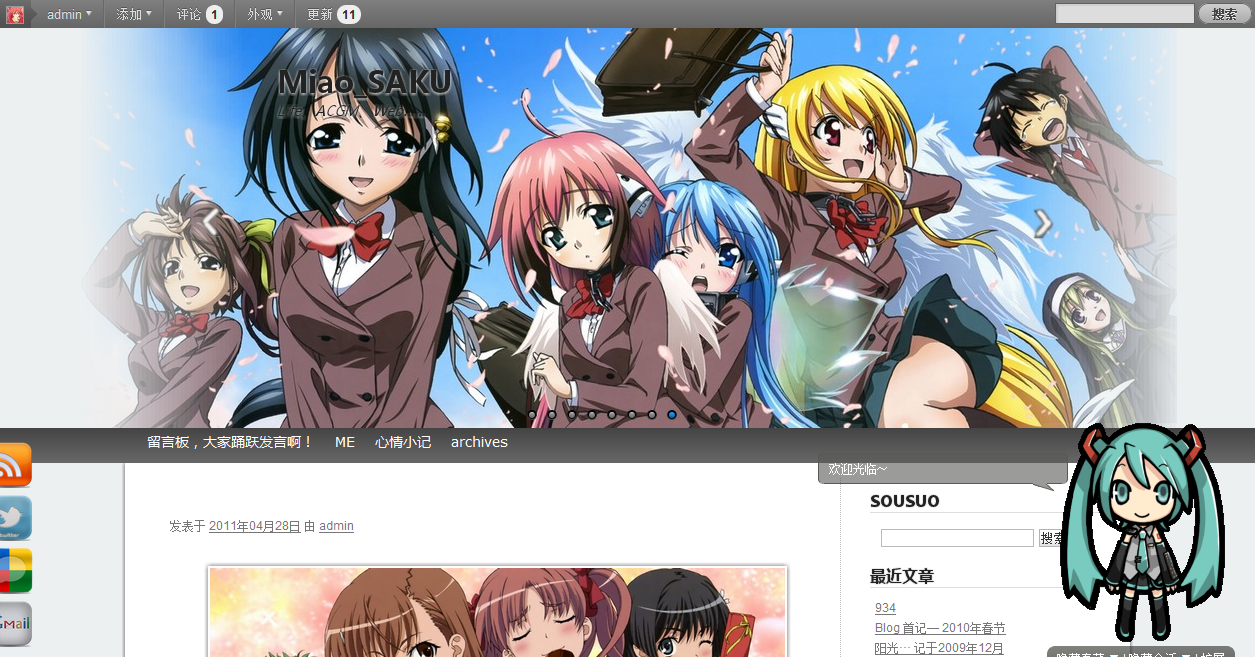 admin 添加 评论 1 外观 更新 11 搜索
Miao_SAKU
Life ACGM Web...
留言板，大家踊跃发言啊！ ME 心情小记 archives
欢迎光临~
发表于 2011年04月28日 由 admin
SOUSUO
搜索
最近文章
934
Blog 首记— 2010年春节
阳光… 记于2009年12月
twitter
Gmail